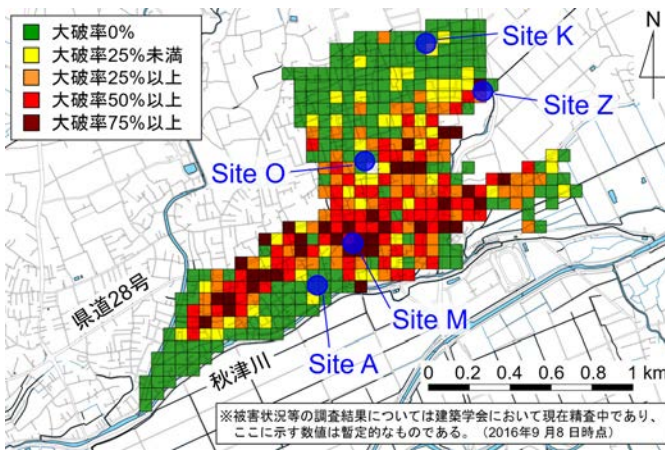 大破率0%
大破率25%未満
大破率25%以上
大破率50%以上
大破率75%以上
Site K
N
Site Z
Site O
県道28号
Site M
Site A
秋津川
0 0.2 0.4 0.6 0.8 1 km
※被害状況等の調査結果については建築学会において現在精査中であり、
ここに示す数値は暫定的なものである。（2016年9月8日時点）